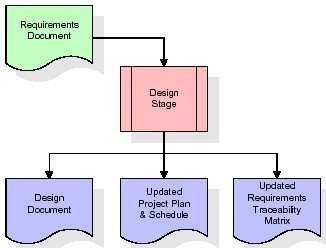 Requirements
Document
Design
Stage
Design
Document
Updated
Project Plan
& Schedule
Updated
Requirements
Traceability
Matrix